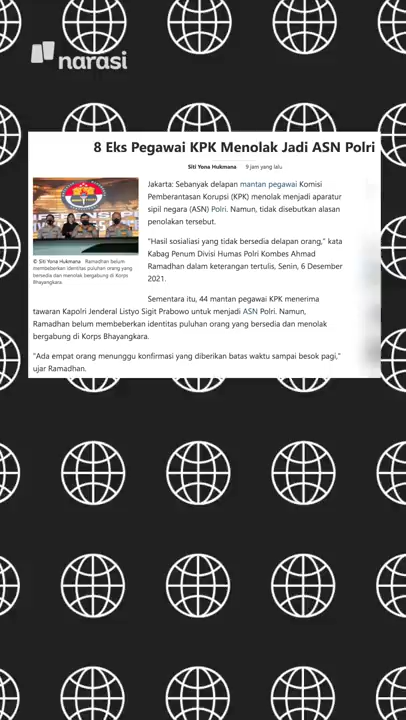 narasi
8 Eks Pegawai KPK Menolak Jadi ASN Polri
Siti Yona Hukmana 9 jam yang lalu
Jakarta: Sebanyak delapan mantan pegawai Komisi
Pemberantasan Korupsi (KPK) menolak menjadi aparatur
sipil negara (ASN) Polri. Namun, tidak disebutkan alasan
penolakan tersebut.
"Hasil sosialiasi yang tidak bersedia delapan orang," kata
Kabag Penum Divisi Humas Polri Kombes Ahmad
Ramadhan dalam keterangan tertulis, Senin, 6 Desember
2021.
© Siti Yona Hukmana Ramadhan belum
membeberkan identitas puluhan orang yang
bersedia dan menolak bergabung di Korps
Bhayangkara.
Sementara itu, 44 mantan pegawai KPK menerima
tawaran Kapolri Jenderal Listyo Sigit Prabowo untuk menjadi ASN Polri. Namun,
Ramadhan belum membeberkan identitas puluhan orang yang bersedia dan menolak
bergabung di Korps Bhayangkara.
"Ada empat orang menunggu konfirmasi yang diberikan batas waktu sampai besok pagi,"
ujar Ramadhan.